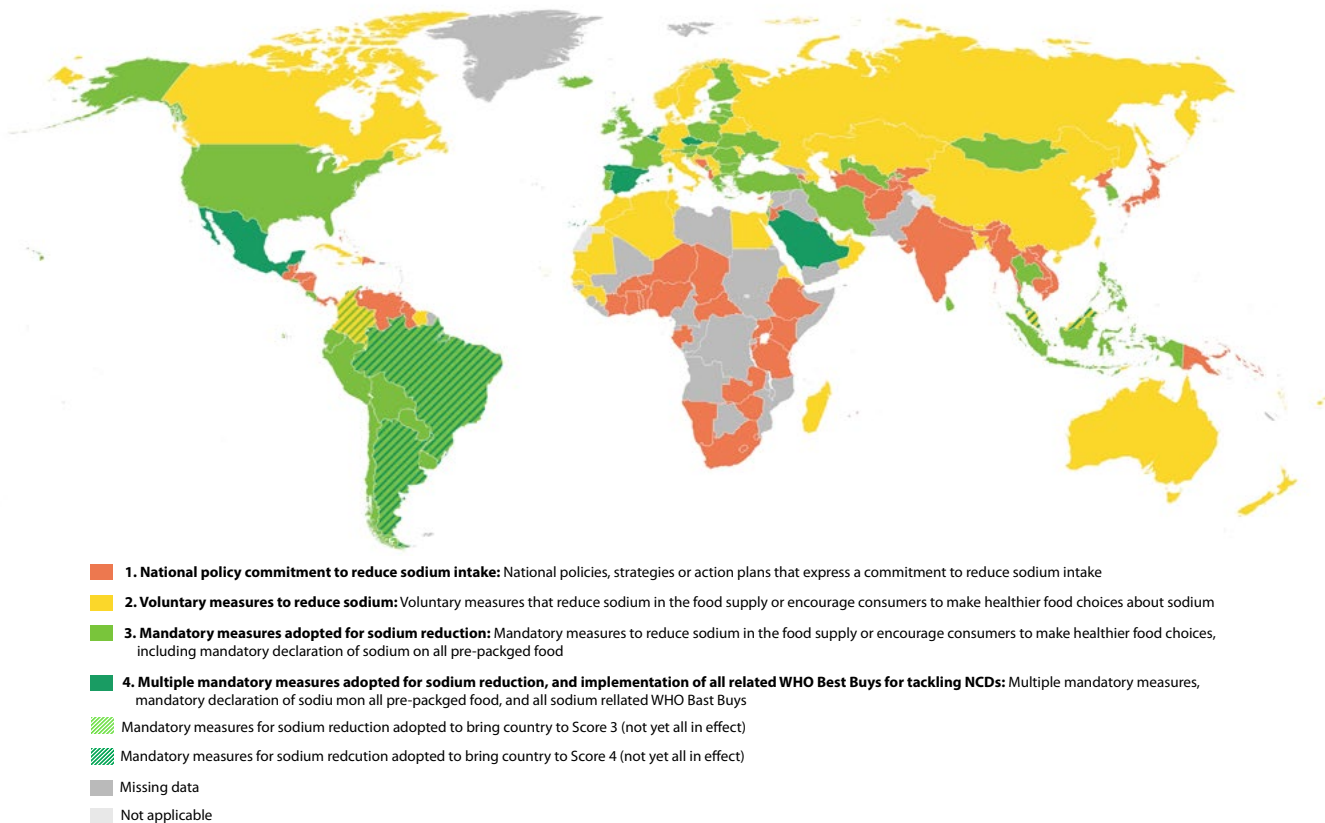 1. National policy commitment to reduce sodium intake: National policies, strategies or action plans that express a commitment to reduce sodium intake
2. Voluntary measures to reduce sodium: Voluntary measures that reduce sodium in the food supply or encourage consumers to make healthier food choices about sodium
3. Mandatory measures adopted for sodium reduction: Mandatory measures to reduce sodium in the food supply or encourage consumers to make healthier food choices,
including mandatory declaration of sodium on all pre-packged food
4. Multiple mandatory measures adopted for sodium reduction, and implementation of all related WHO Best Buys for tackling NCDs: Multiple mandatory measures,
mandatory declaration of sodiu mon all pre-packged food, and all sodium rellated WHO Bast Buys
Mandatory measures for sodium reduction adopted to bring country to Score 3 (not yet all in effect)
Mandatory measures for sodium redcution adopted to bring country to Score 4 (not yet all in effect)
Missing data
Not applicable